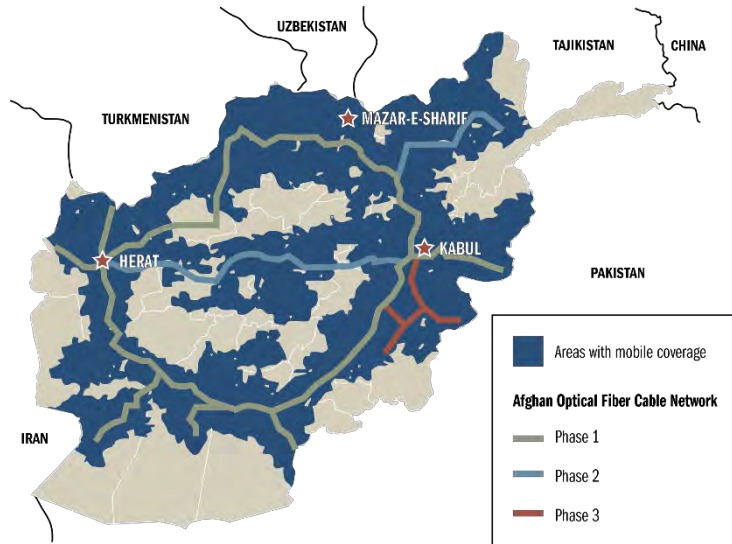 UZBEKISTAN
TAJIKISTAN
CHINA
TURKMENISTAN
MAZAR-E-SHARIF
HERAT
KABUL
PAKISTAN
IRAN
Areas with mobile coverage
Afghan Optical Fiber Cable Network
Phase 1
Phase 2
Phase 3